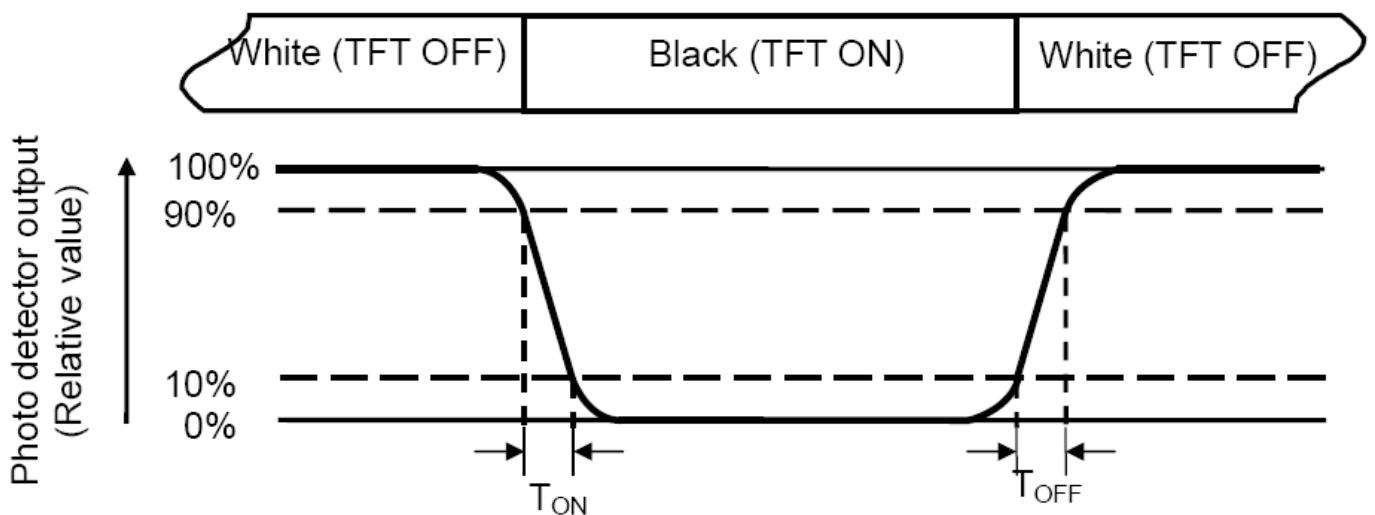 White (TFT OFF)
Black (TFT ON)
White (TFT OFF)
Photo detector output
(Relative value)
100%
90%
10%
0%
TON
TOFF